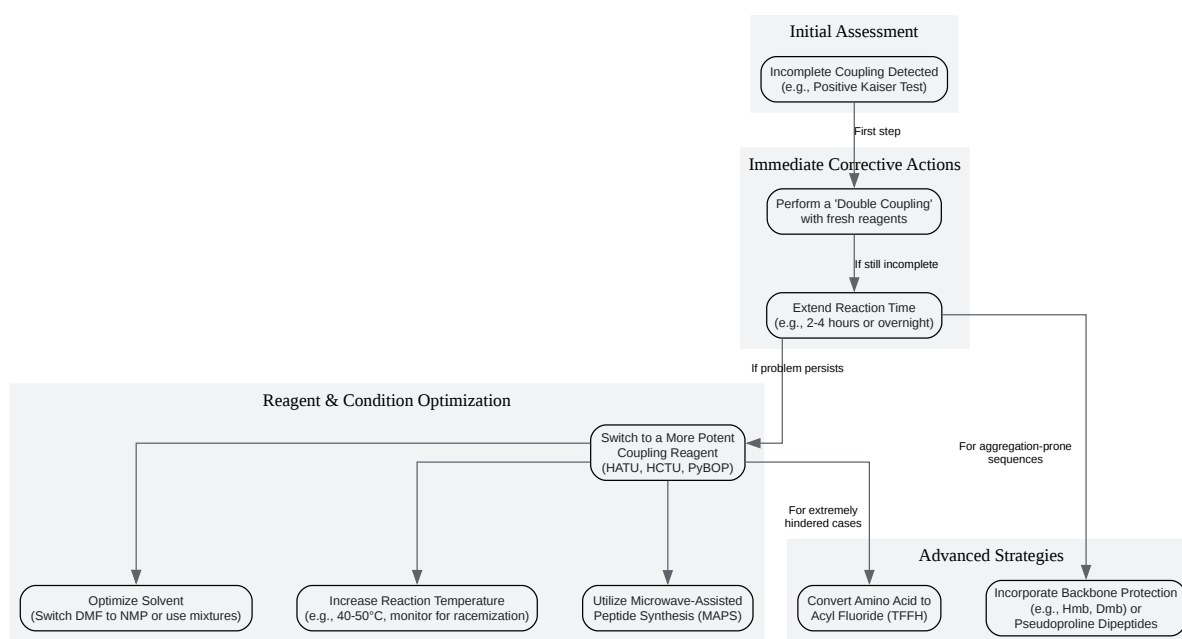 Initial Assessment
Incomplete Coupling Detected
(e.g., Positive Kaiser Test)
First step
Immediate Corrective Actions
Perform a 'Double Coupling'
with fresh reagents
If still incomplete
Extend Reaction Time
(e.g., 2-4 hours or overnight)
If problem persists
Reagent & Condition Optimization
Switch to a More Potent
Coupling Reagent
(HATU, HCTU, PyBOP)
For aggregation-prone
sequences
For extremely
hindered cases
Advanced Strategies
Optimize Solvent
(Switch DMF to NMP or use mixtures)
Increase Reaction Temperature
(e.g., 40-50°C, monitor for racemization)
Utilize Microwave-Assisted
Peptide Synthesis (MAPS)
Convert Amino Acid to
Acyl Fluoride (TFFH)
Incorporate Backbone Protection
(e.g., Hmb, Dmb) or
Pseudoproline Dipeptides